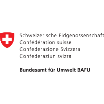 Schweizerische Eidgenossenschaft
Confédération suisse
Confederazione Svizzera
Confederaziun svizra
Bundesamt für Umwelt BAFU